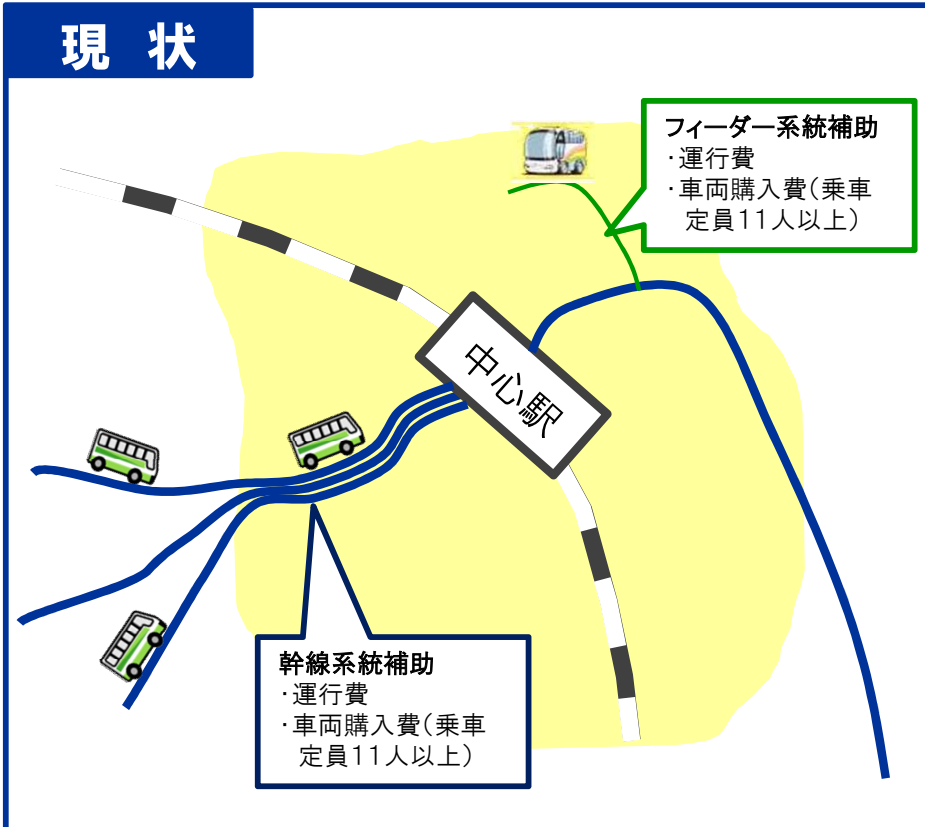 現 状
フィーダー系統補助
・運行費
・車両購入費(乗車
定員11人以上)
中心駅
幹線系統補助
・運行費
・車両購入費(乗車
定員11人以上)